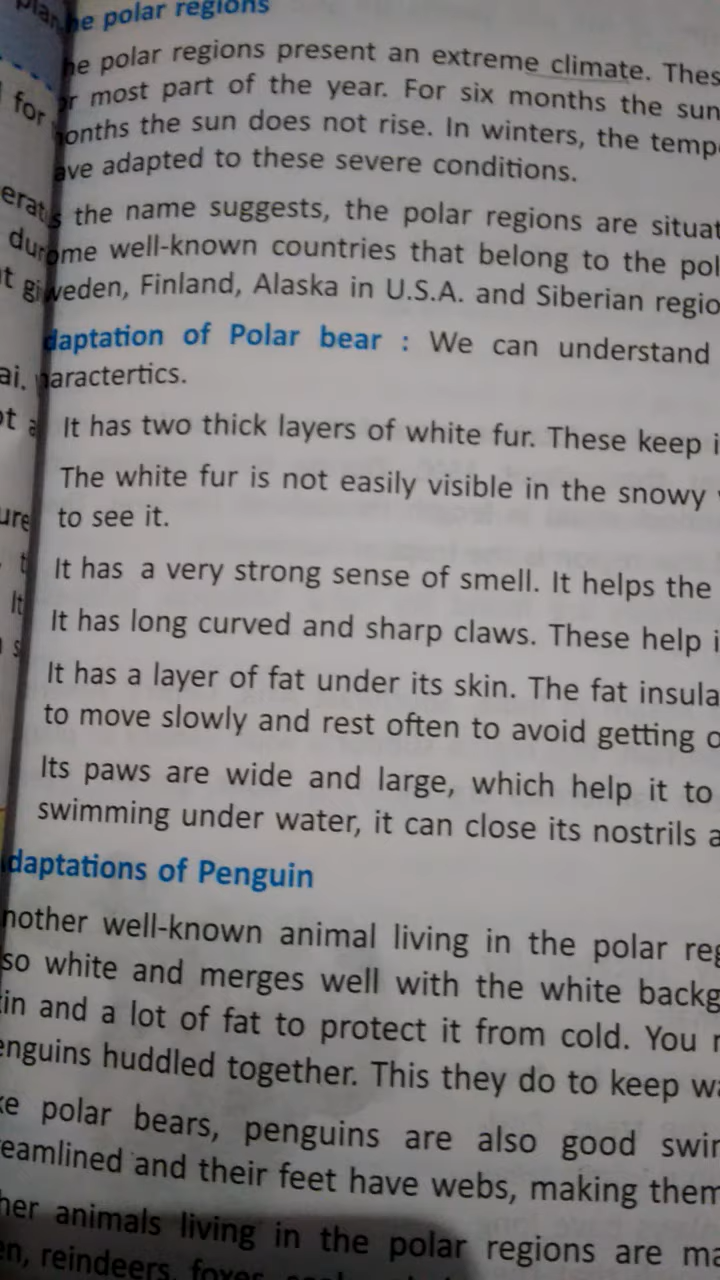 he polar regions
he polar regions present an extreme climate. Thes
or most part of the year. For six months the sun
onths the sun does not rise. In winters, the temp
ave adapted to these severe conditions.
s the name suggests, the polar regions are situat
ome well-known countries that belong to the pol
weden, Finland, Alaska in U.S.A. and Siberian regio
daptation of Polar bear : We can understand
haractertics.
It has two thick layers of white fur. These keep i
The white fur is not easily visible in the snowy
to see it.
It has a very strong sense of smell. It helps the
It has long curved and sharp claws. These help i
It has a layer of fat under its skin. The fat insula
to move slowly and rest often to avoid getting o
Its paws are wide and large, which help it to
swimming under water, it can close its nostrils a
daptations of Penguin
nother well-known animal living in the polar reg
so white and merges well with the white backg
in and a lot of fat to protect it from cold. You
enguins huddled together. This they do to keep wa
ke polar bears, penguins are also good swim
eamlined and their feet have webs, making them
her animals living in the polar regions are ma
en, reindeers, foxes,